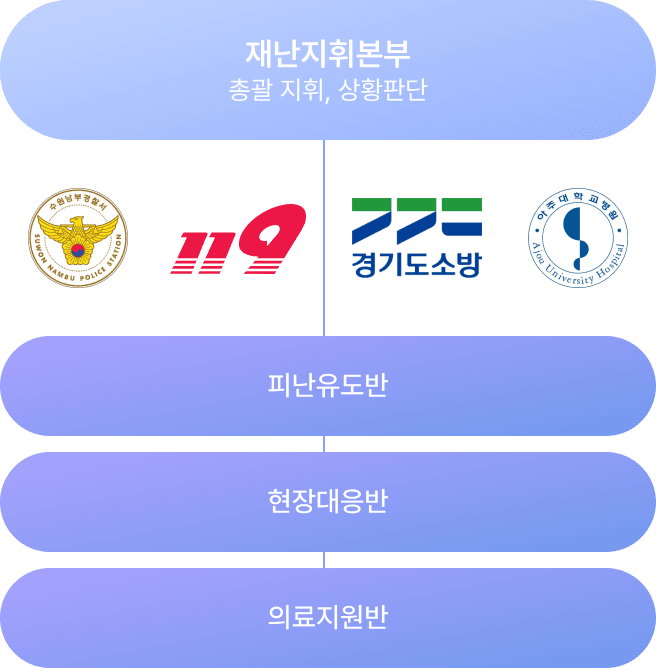 재난지휘본부
총괄 지휘, 상황판단
수원남부경찰서
SUWON NAMBU POLICE STATION
119
경기도소방
아주대학교병원
Ajou University Hospital
피난유도반
현장대응반
의료지원반